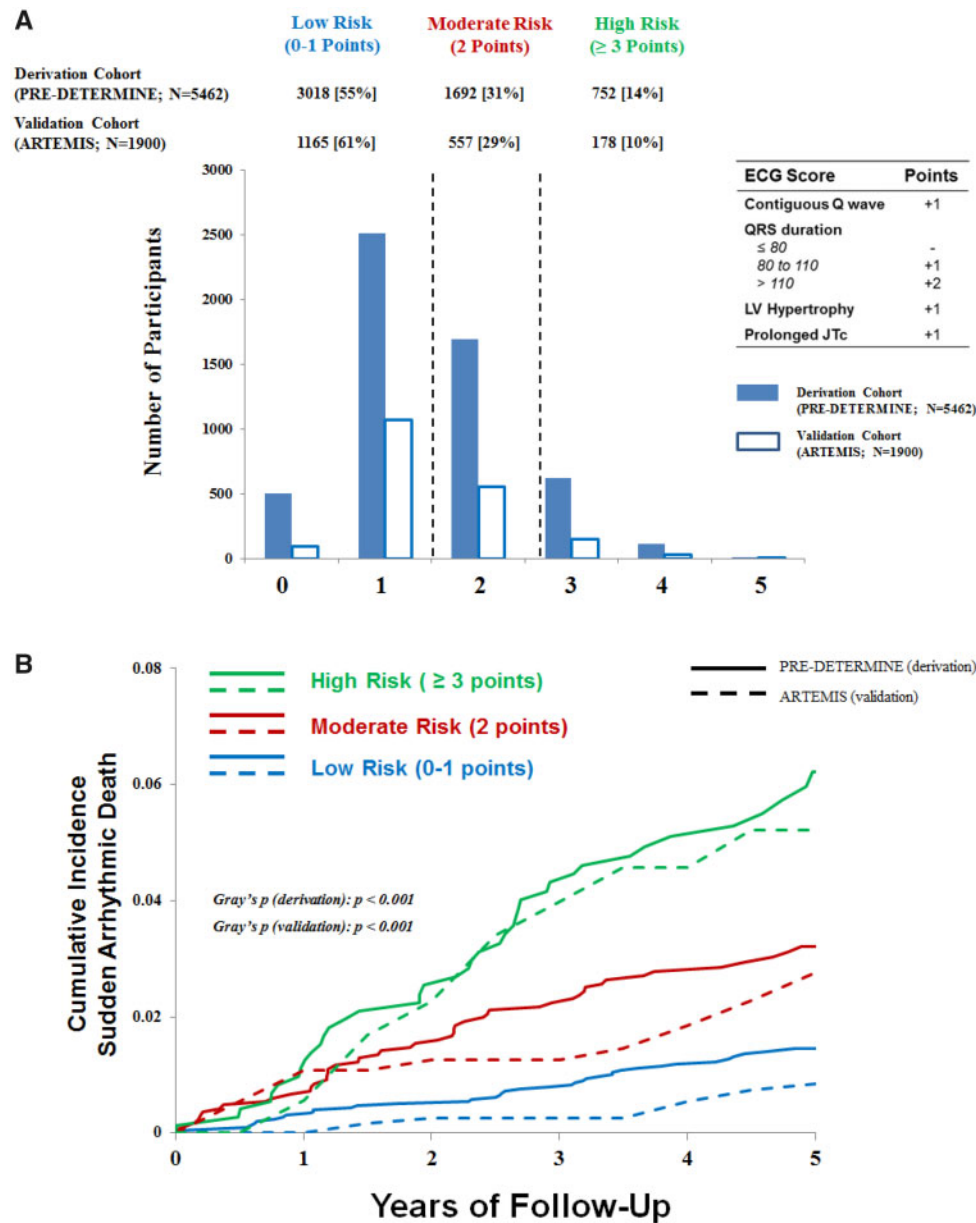 A
Low Risk Moderate Risk High Risk
(0-1 Points) (2 Points) (≥ 3 Points)
Derivation Cohort
(PRE-DETERMINE; N=5462) 3018 [55%] 1692 [31%] 752 [14%]
Validation Cohort
(ARTEMIS; N=1900) 1165 [61%] 557 [29%] 178 [10%]
Number of Participants
3000
2500
2000
1500
1000
500
0
0 1 2 3 4 5
ECG Score Points
Contiguous Q wave +1
QRS duration
≤ 80 -
80 to 110 +1
> 110 +2
LV Hypertrophy +1
Prolonged JTc +1
Derivation Cohort
(PRE-DETERMINE; N=5462)
Validation Cohort
(ARTEMIS; N=1900)
B
Cumulative Incidence
Sudden Arrhythmic Death
0.08
0.06
0.04
0.02
0
High Risk ( ≥ 3 points)
Moderate Risk (2 points)
Low Risk (0-1 points)
PRE-DETERMINE (derivation)
ARTEMIS (validation)
Gray's p (derivation): p < 0.001
Gray's p (validation): p < 0.001
0 1 2 3 4 5
Years of Follow-Up